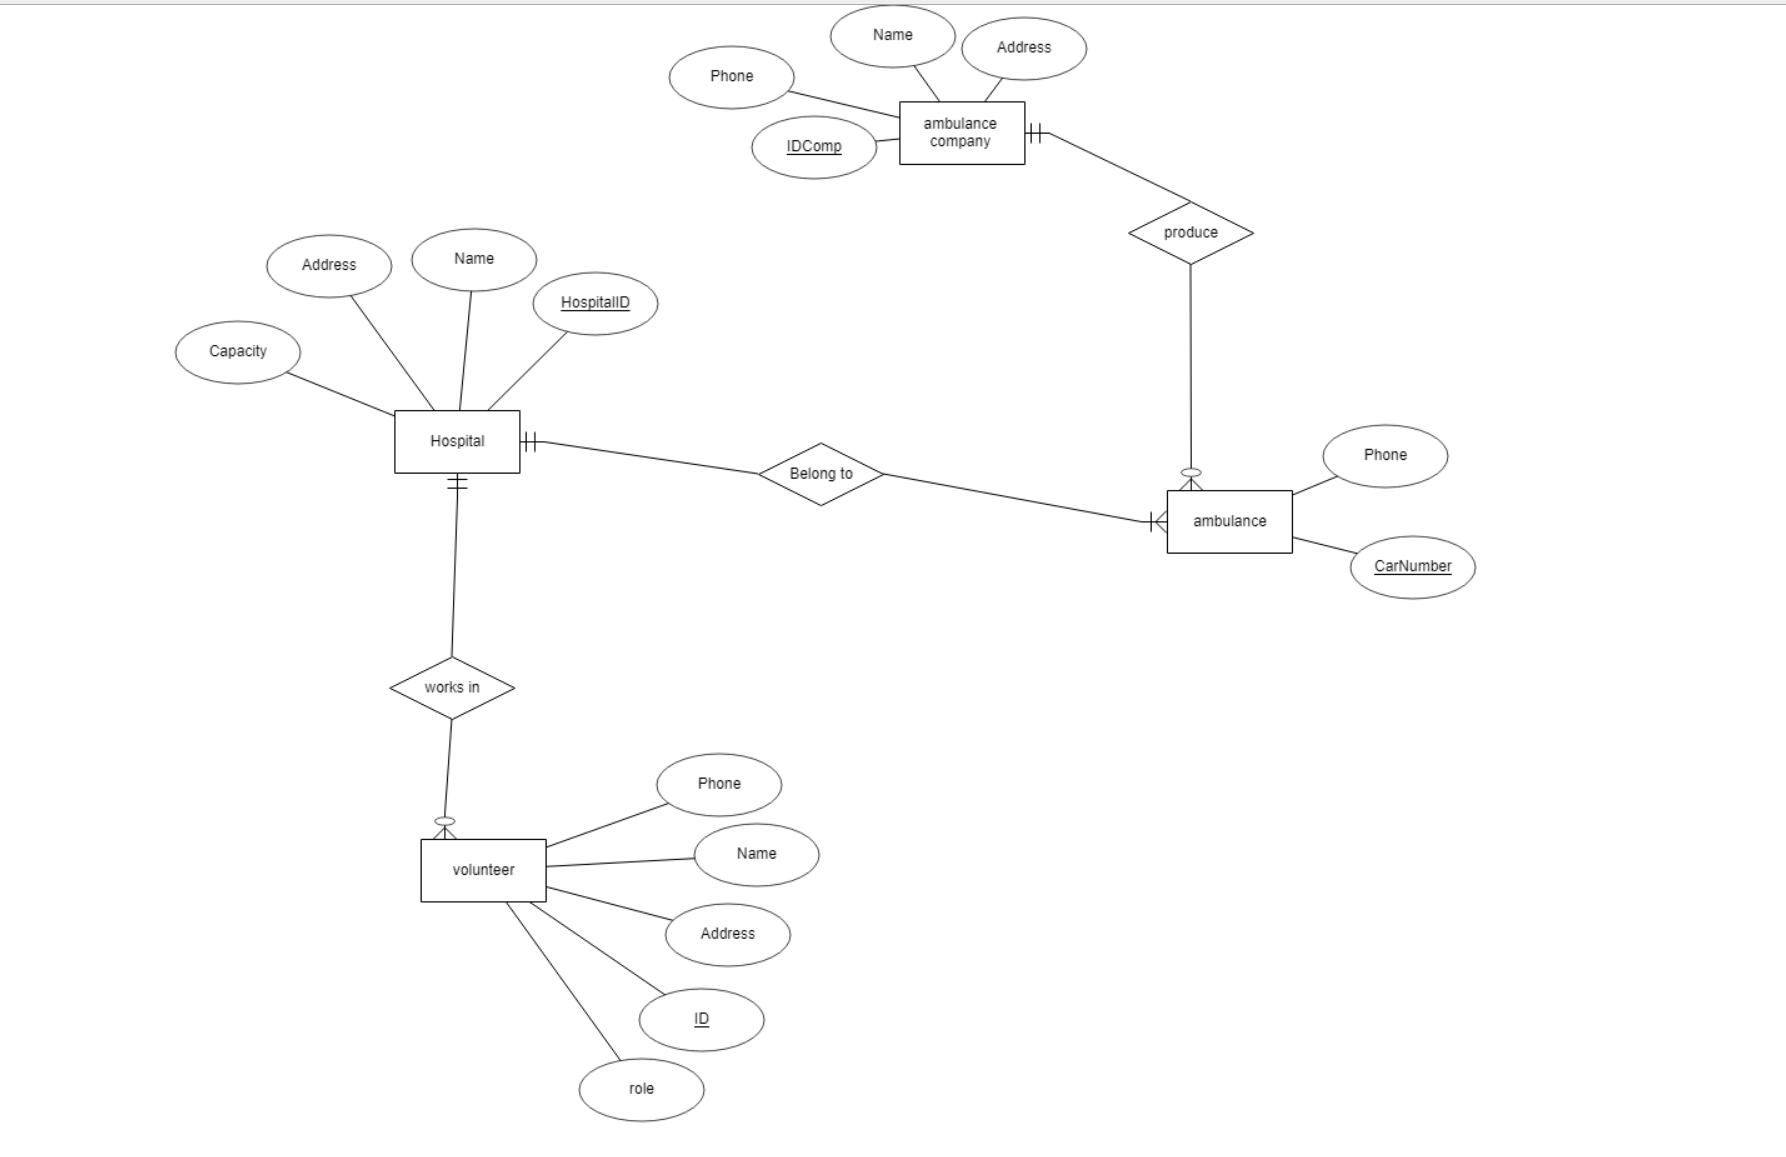 Name
Address
Phone
ambulance
company
IDComp
produce
Address
Name
HospitalID
Capacity
Hospital
Belong to
Phone
ambulance
CarNumber
works in
Phone
Name
volunteer
Address
ID
role